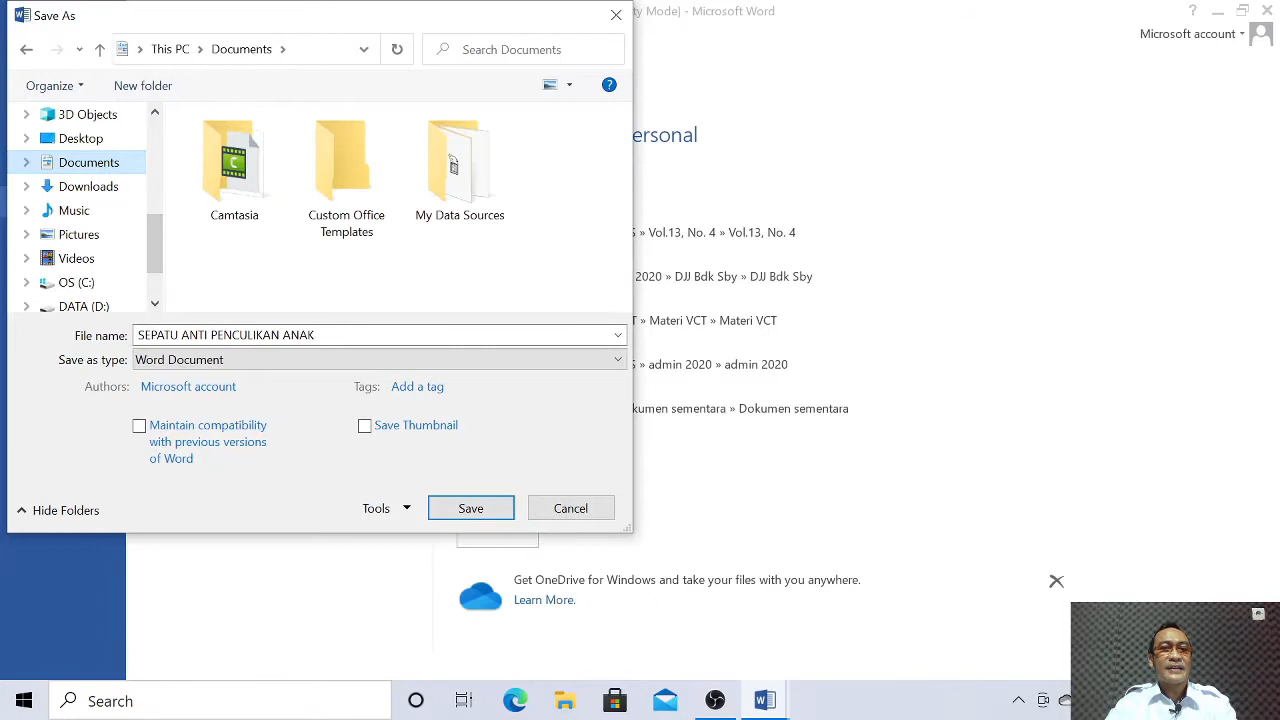 Save As
ty Mode] - Microsoft Word
?
Microsoft account
This PC
Documents
Search Documents
Organize
New folder
?
3D Objects
Desktop
Documents
Downloads
Music
Pictures
Videos
OS (C:)
DATA (D:)
Camtasia
Custom Office
Templates
My Data Sources
ersonal
S » Vol.13, No. 4 » Vol.13, No. 4
2020 » DJJ Bdk Sby » DJJ Bdk Sby
T » Materi VCT » Materi VCT
S » admin 2020 » admin 2020
kumen sementara » Dokumen sementara
File name: SEPATU ANTI PENCULIKAN ANAK
Save as type: Word Document
Authors: Microsoft account
Tags: Add a tag
Maintain compatibility
with previous versions
of Word
Save Thumbnail
Hide Folders
Tools
Save
Cancel
Get OneDrive for Windows and take your files with you anywhere.
Learn More.
Search